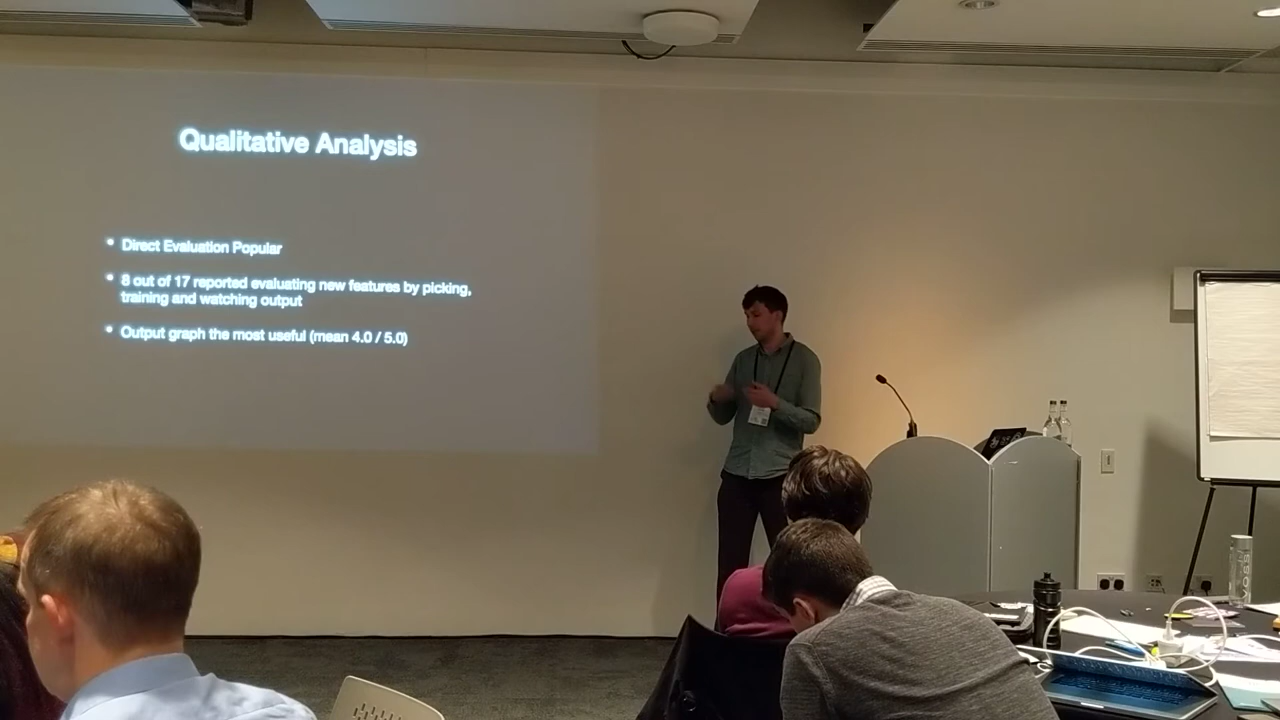 Qualitative Analysis
• Direct Evaluation Popular
• 8 out of 17 reported evaluating new features by picking,
training and watching output
• Output graph the most useful (mean 4.0 / 5.0)
VOSS